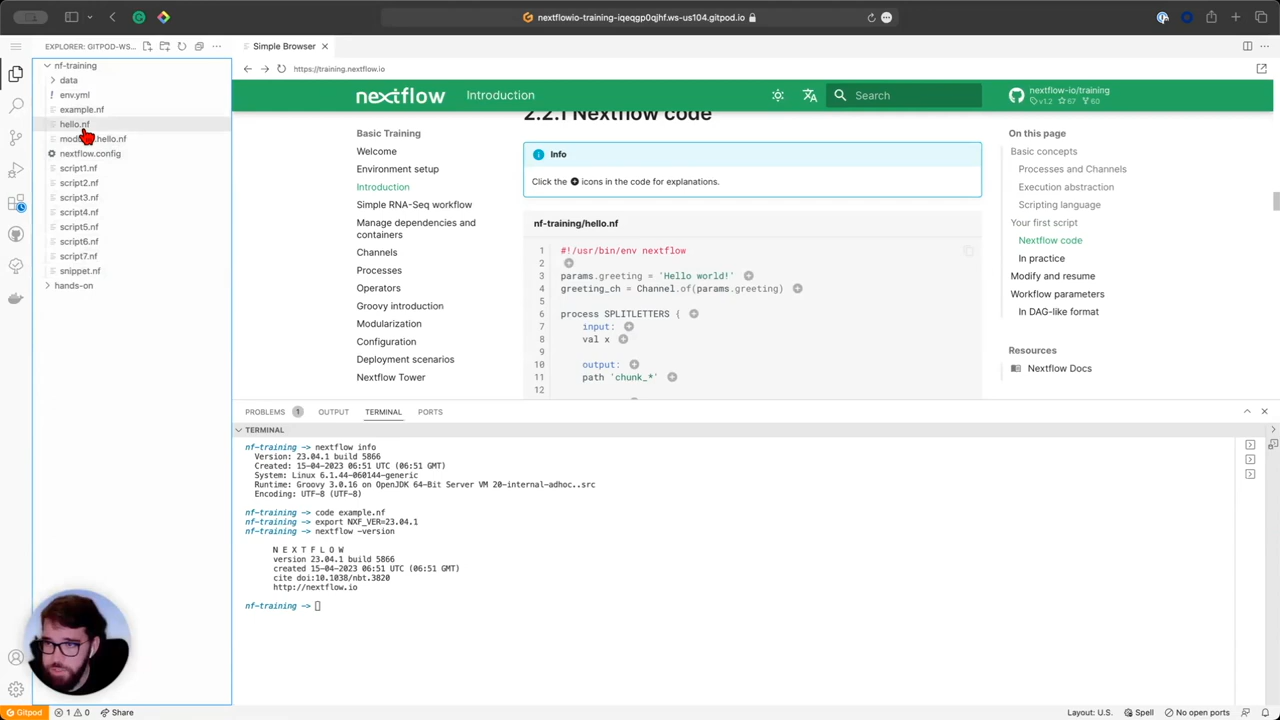 nextflowio-training-iqeqgp0qjhf.ws-us104.gitpod.io
EXPLORER: GITPOD-WS...
Simple Browser
nf-training
data
env.yml
example.nf
hello.nf
hello.nf
nextflow.config
script1.nf
script2.nf
script3.nf
script4.nf
script5.nf
script6.nf
script7.nf
snippet.nf
hands-on
https://training.nextflow.io
nextflow
Introduction
Search
nextflow-io/training
v1.2 67 60
Basic Training
Welcome
Environment setup
Introduction
Simple RNA-Seq workflow
Manage dependencies and
containers
Channels
Processes
Operators
Groovy introduction
Modularization
Configuration
Deployment scenarios
Nextflow Tower
2.2.1 Nextflow code
Info
Click the icons in the code for explanations.
nf-training/hello.nf
1 #!/usr/bin/env nextflow
2
3 params.greeting = 'Hello world!'
4 greeting_ch = Channel.of(params.greeting)
5
6 process SPLITLETTERS {
7 input:
8 val x
9
10 output:
11 path 'chunk_*'
12
On this page
Basic concepts
Processes and Channels
Execution abstraction
Scripting language
Your first script
Nextflow code
In practice
Modify and resume
Workflow parameters
In DAG-like format
Resources
Nextflow Docs
PROBLEMS 1 OUTPUT TERMINAL PORTS
TERMINAL
nf-training -> nextflow info
Version: 23.04.1 build 5866
Created: 15-04-2023 06:51 UTC (06:51 GMT)
System: Linux 6.1.44-060144-generic
Runtime: Groovy 3.0.16 on OpenJDK 64-Bit Server VM 20-internal-adhoc..src
Encoding: UTF-8 (UTF-8)
nf-training -> code example.nf
nf-training -> export NXF_VER=23.04.1
nf-training -> nextflow -version
N E X T F L O W
version 23.04.1 build 5866
created 15-04-2023 06:51 UTC (06:51 GMT)
cite doi:10.1038/nbt.3820
http://nextflow.io
nf-training ->
Gitpod 1 0 Share
Layout: U.S. Spell No open ports